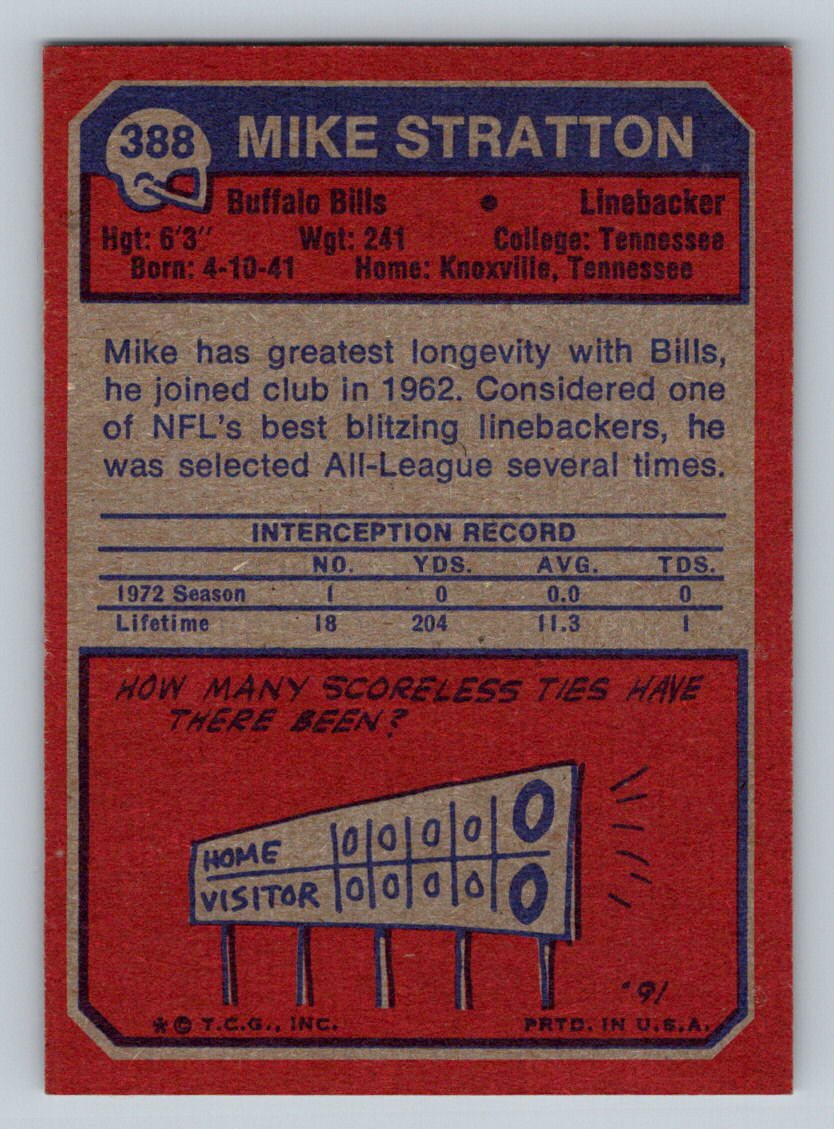 388
MIKE STRATTON
Buffalo Bills • Linebacker
Hgt: 6'3" Wgt: 241 College: Tennessee
Born: 4-10-41 Home: Knoxville, Tennessee
Mike has greatest longevity with Bills,
he joined club in 1962. Considered one
of NFL's best blitzing linebackers, he
was selected All-League several times.
INTERCEPTION RECORD
NO. YDS. AVG. TDS.
1972 Season 1 0 0.0 0
Lifetime 18 204 11.3 1
HOW MANY SCORELESS TIES HAVE
THERE BEEN?
HOME 0 0 0 0 0
VISITOR 0 0 0 0 0
16.
* © T.C.G., INC. PRTD. IN U.S.A.